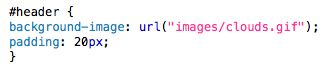 #header {
background-image: url("images/clouds.gif");
padding: 20px;
}